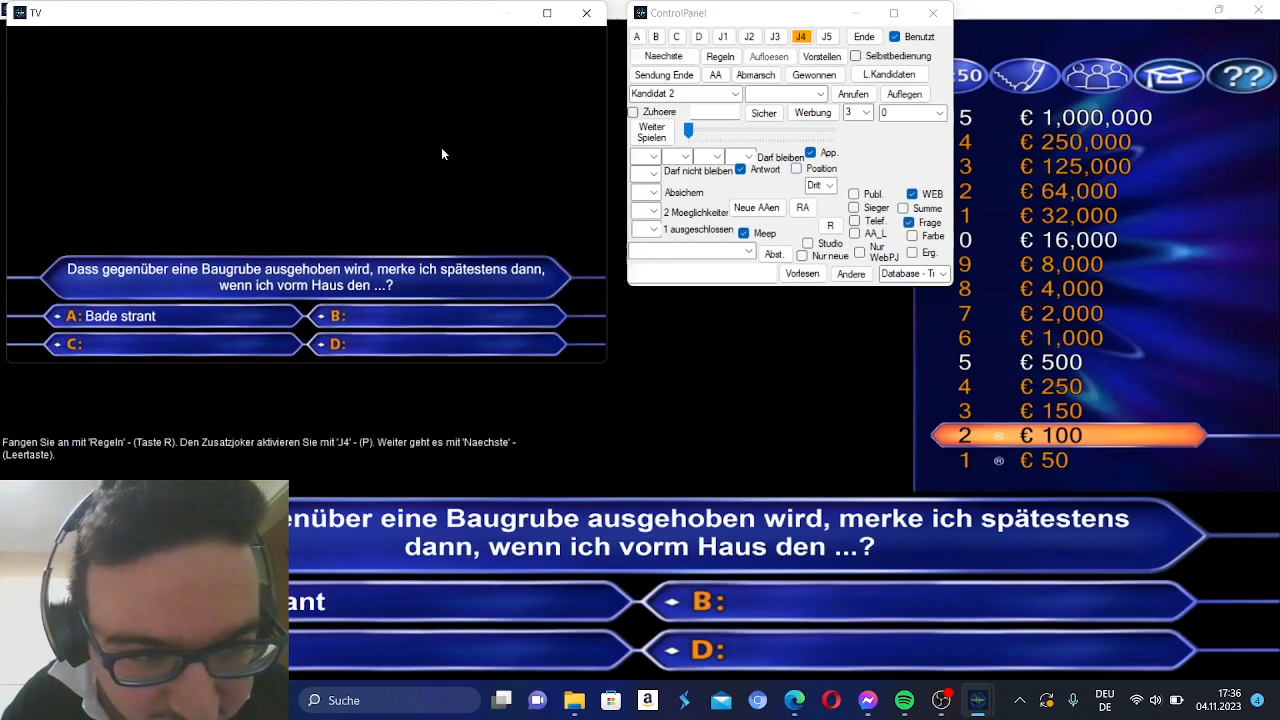 TV
Dass gegenüber eine Baugrube ausgehoben wird, merke ich spätestens dann,
wenn ich vorm Haus den ...?
A: Bade strant
B:
C:
D:
Fangen Sie an mit 'Regeln' - (Taste R). Den Zusatzjoker aktivieren Sie mit 'J4' - (P). Weiter geht es mit 'Naechste' -
(Leertaste).
ControlPanel
A B C D J1 J2 J3 J4 J5 Ende Benutzt
Naechste Regeln Aufloesen Vorstellen Selbstbedienung
Sendung Ende AA Abmarsch Gewonnen L.Kandidaten
Kandidat 2 Anrufen Auflegen
Zuhoere Sicher Werbung 3 0
Weiter
Spielen
Darf bleiben App.
Darf nicht bleiben Antwort Position
Absichern Publ. WEB
2 Moeglichkeiten Neue AAen RA Sieger Summe
R Telef. Frage
1 ausgeschlossen Meep AA_L Farbe
Studio Nur
WebPJ Erg.
Abst. Nur neue
Vorlesen Andere Database - Tr
:50 ??
5 € 1,000,000
4 € 250,000
3 € 125,000
2 € 64,000
1 € 32,000
0 € 16,000
9 € 8,000
8 € 4,000
7 € 2,000
6 € 1,000
5 € 500
4 € 250
3 € 150
2 ® € 100
1 ® € 50
enüber eine Baugrube ausgehoben wird, merke ich spätestens
dann, wenn ich vorm Haus den ...?
ant
B:
D:
Suche
DEU
DE
17:36
04.11.2023
4